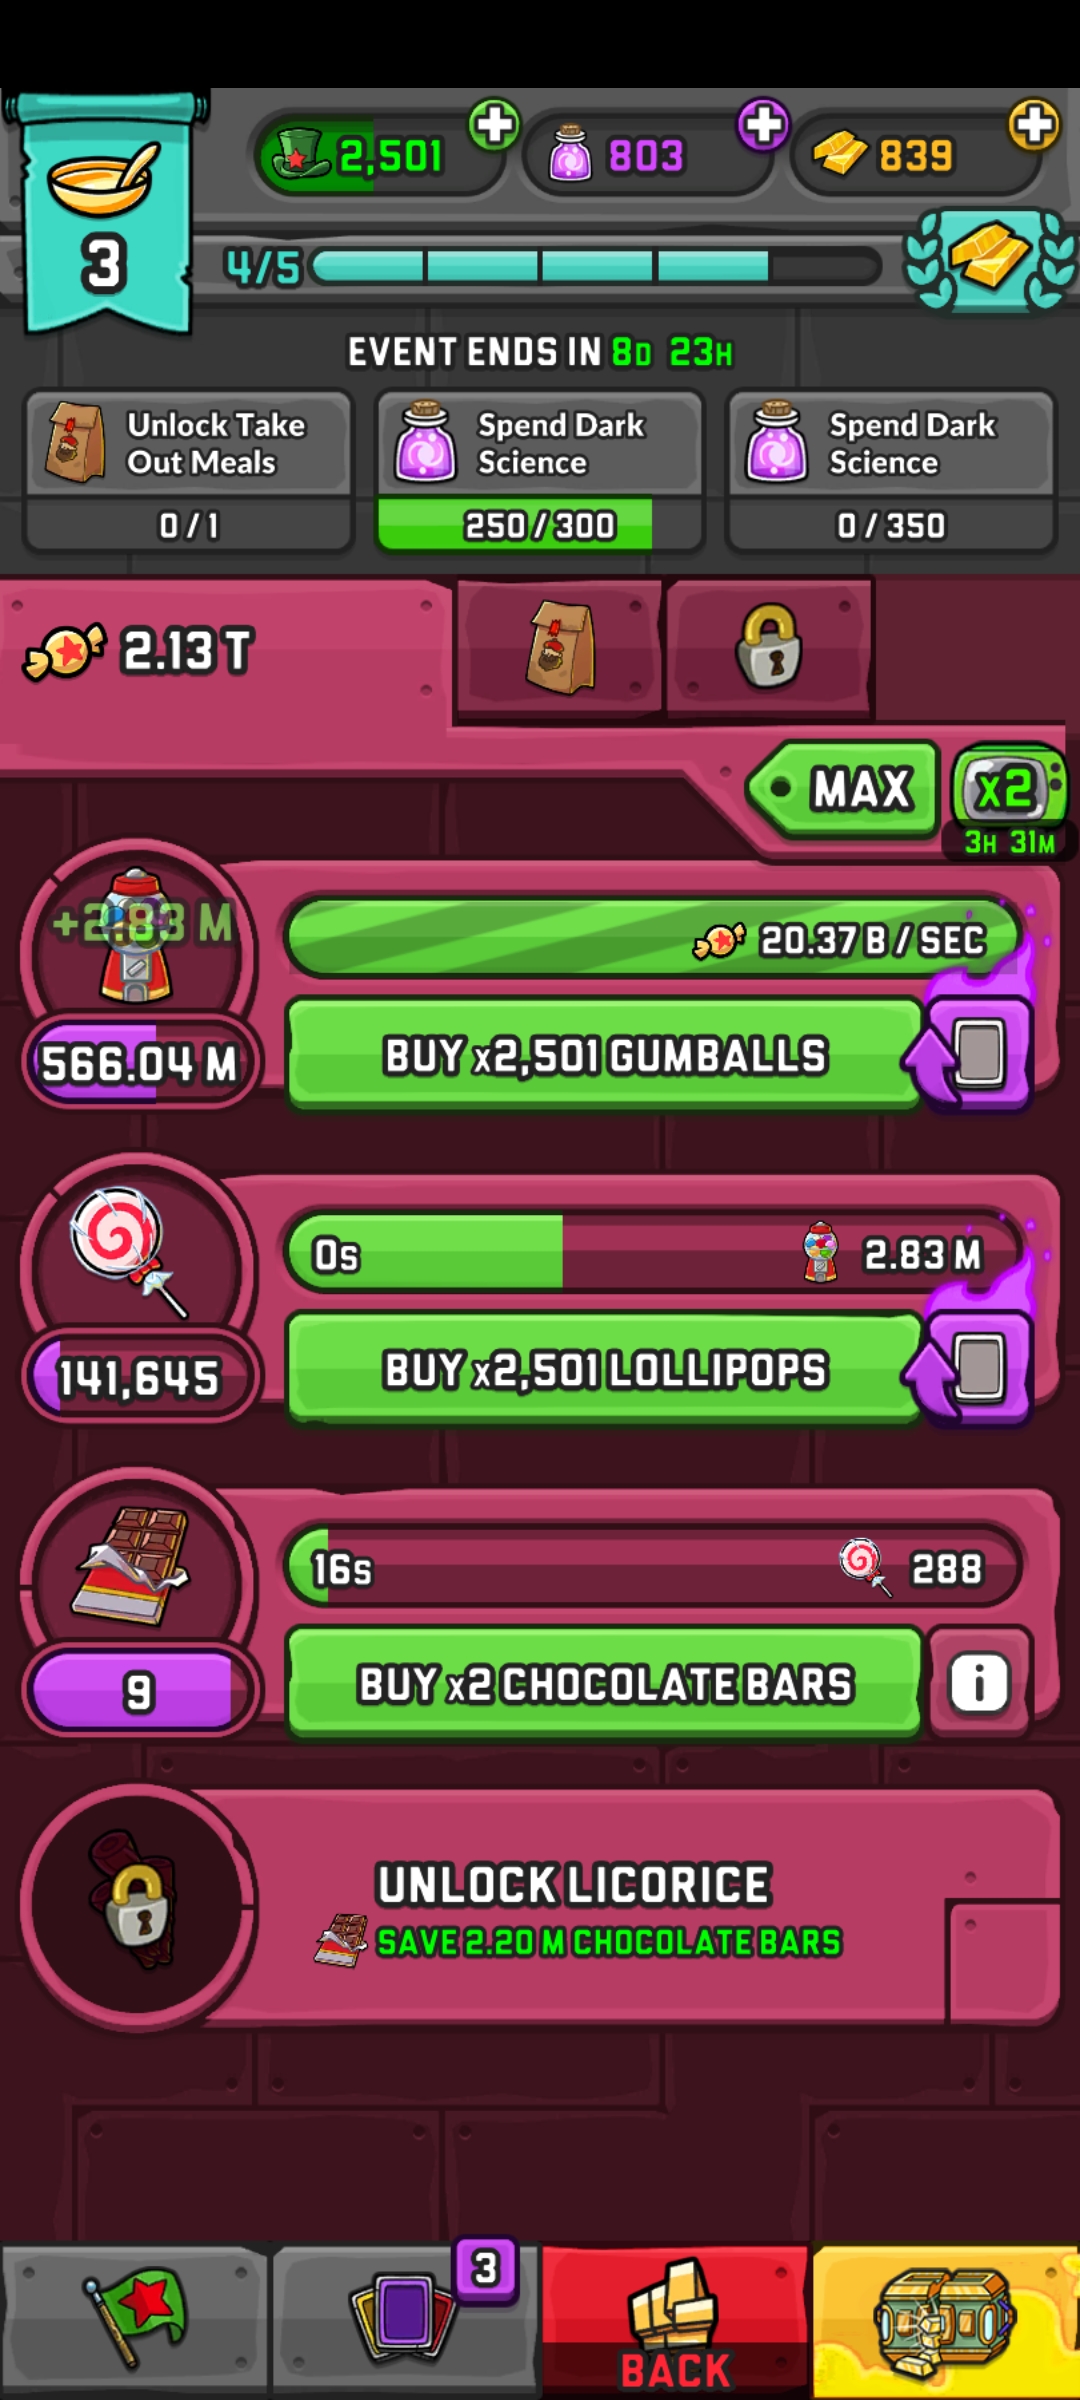 2,501
803
839
3
4/5
EVENT ENDS IN 8D 23H
Unlock Take
Out Meals
0 / 1
Spend Dark
Science
250 / 300
Spend Dark
Science
0 / 350
2.13 T
MAX
x2
3H 31M
+2.83 M
20.37 B / SEC
566.04 M
BUY x2,501 GUMBALLS
0s
2.83 M
141,645
BUY x2,501 LOLLIPOPS
16s
288
9
BUY x2 CHOCOLATE BARS
i
UNLOCK LICORICE
SAVE 2.20 M CHOCOLATE BARS
3
BACK